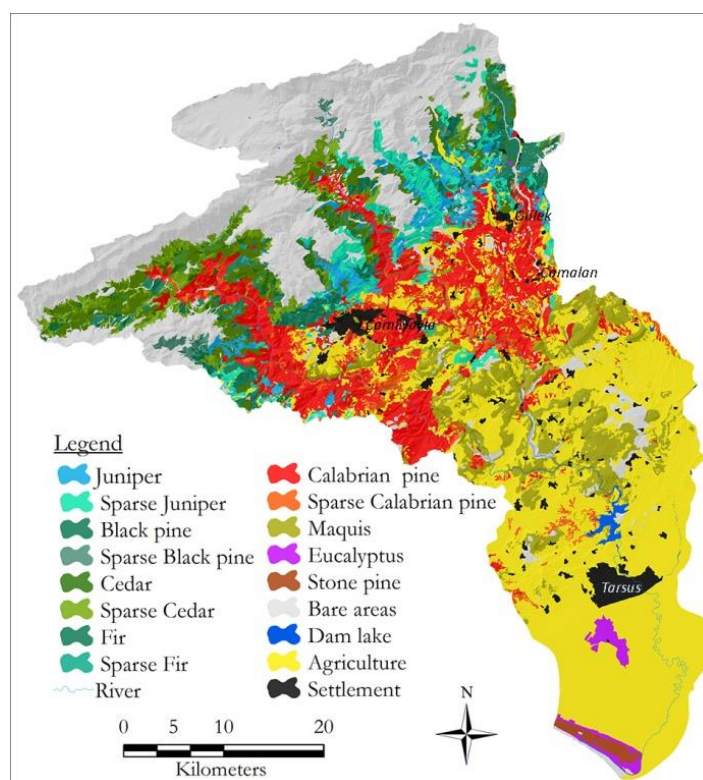 Gülek
Çamalan
Çamlıyayla
Tarsus
Legend
Juniper
Sparse Juniper
Black pine
Sparse Black pine
Cedar
Sparse Cedar
Fir
Sparse Fir
River
Calabrian pine
Sparse Calabrian pine
Maquis
Eucalyptus
Stone pine
Bare areas
Dam lake
Agriculture
Settlement
N
0 10 20
Kilometers